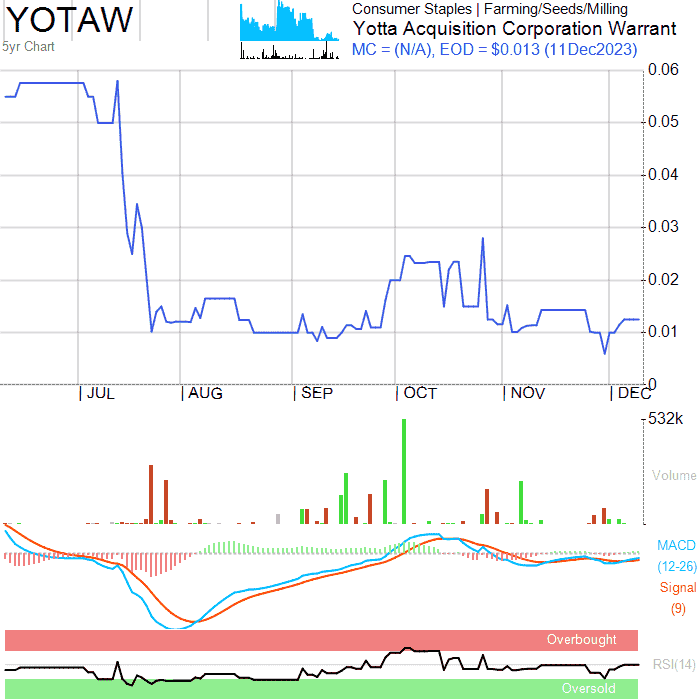 YOTAW
5yr Chart
Consumer Staples | Farming/Seeds/Milling
Yotta Acquisition Corporation Warrant
MC = (N/A), EOD = $0.013 (11Dec2023)
0.06
0.05
0.04
0.03
0.02
0.01
0
| JUL | AUG | SEP | OCT | NOV | DEC
532k
Volume
MACD
(12-26)
Signal
(9)
Overbought
RSI(14)
Oversold